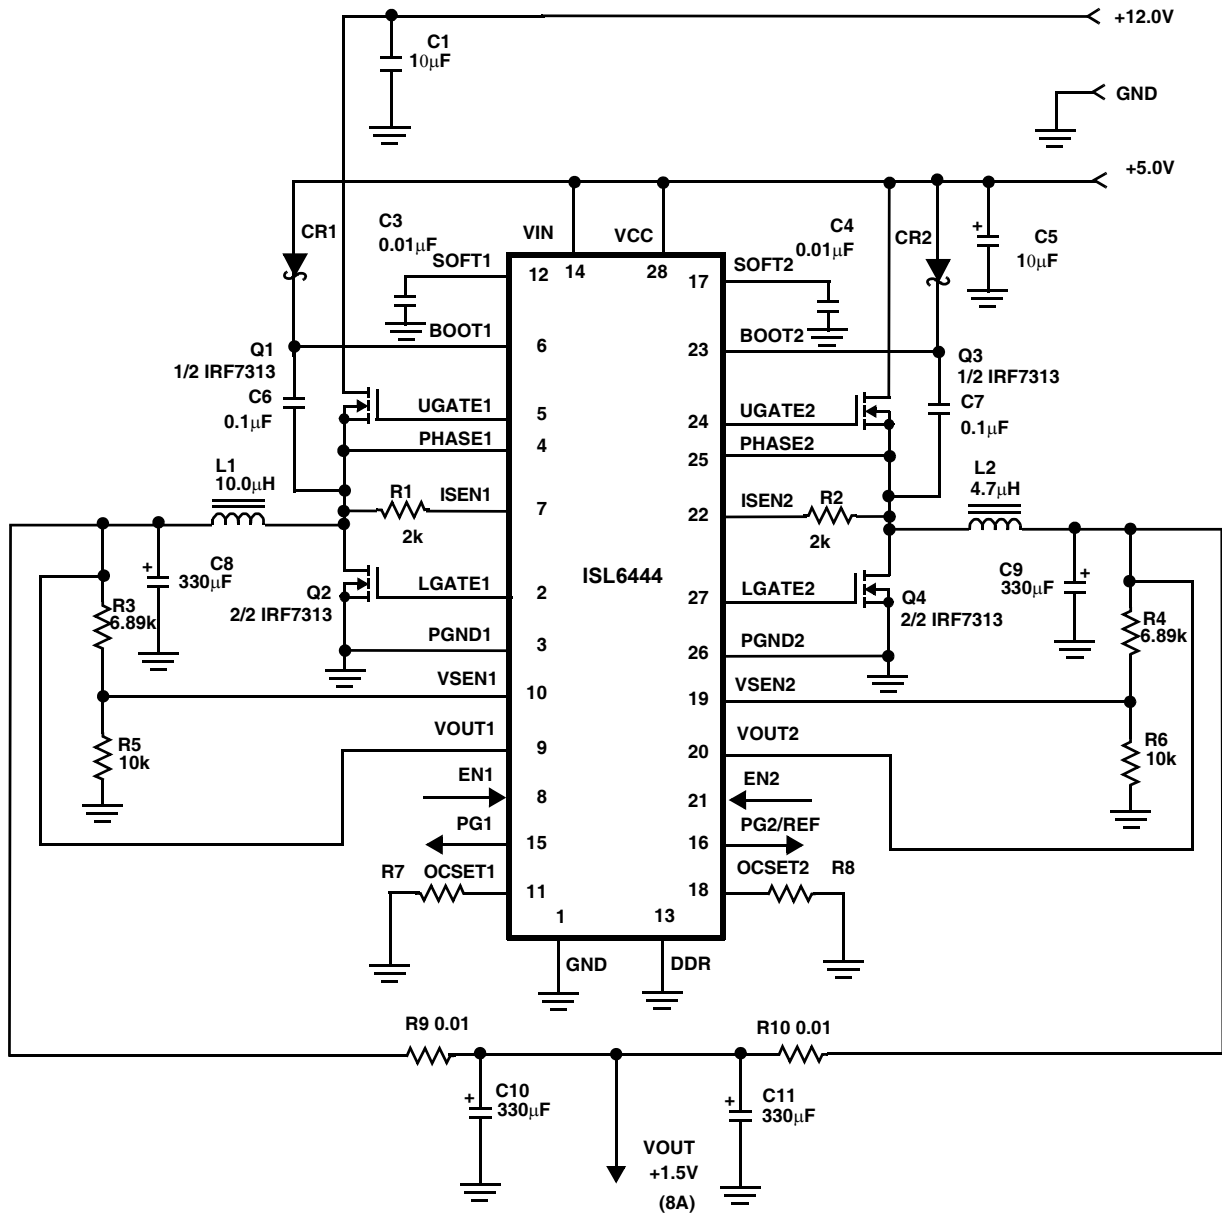 +12.0V
C1
10μF
GND
+5.0V
CR1
C3
0.01μF
VIN
VCC
C4
0.01μF
CR2
C5
+
10μF
SOFT1
12
14
28
17
SOFT2
BOOT1
6
23
BOOT2
Q1
1/2 IRF7313
C6
0.1μF
Q3
1/2 IRF7313
C7
0.1μF
UGATE1
5
24
UGATE2
PHASE1
4
25
PHASE2
L1
10.0μH
R1
2k
ISEN1
7
22
ISEN2
R2
2k
L2
4.7μH
C8
+
330μF
ISL6444
C9
+
330μF
Q2
2/2 IRF7313
LGATE1
2
27
LGATE2
Q4
2/2 IRF7313
R3
6.89k
R4
6.89k
PGND1
3
26
PGND2
VSEN1
10
19
VSEN2
R5
10k
R6
10k
VOUT1
9
20
VOUT2
EN1
8
21
EN2
PG1
15
16
PG2/REF
R7
OCSET1
11
18
OCSET2
R8
1
13
GND
DDR
R9 0.01
R10 0.01
C10
+
330μF
C11
+
330μF
VOUT
+1.5V
(8A)